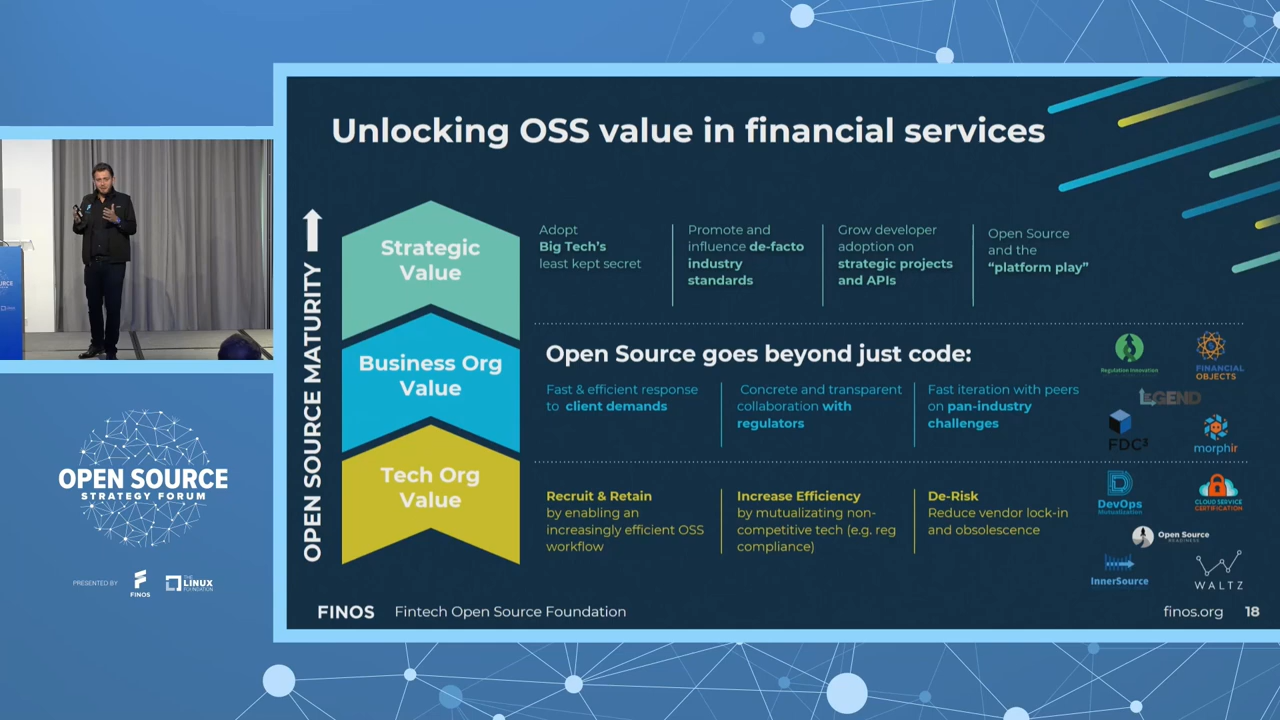 Unlocking OSS value in financial services
OPEN SOURCE MATURITY
Strategic
Value
Adopt
Big Tech's
least kept secret
Promote and
influence de-facto
industry
standards
Grow developer
adoption on
strategic projects
and APIs
Open Source
and the
“platform play”
Business Org
Value
Open Source goes beyond just code:
Fast & efficient response
to client demands
Concrete and transparent
collaboration with
regulators
Fast iteration with peers
on pan-industry
challenges
Regulation Innovation
FINANCIAL
OBJECTS
LEGEND
FDC³
morphir
Tech Org
Value
Recruit & Retain
by enabling an
increasingly efficient OSS
workflow
Increase Efficiency
by mutualizing non-
competitive tech (e.g. reg
compliance)
De-Risk
Reduce vendor lock-in
and obsolescence
DevOps
Mutualization
CLOUD SERVICE
CERTIFICATION
Open Source
READINESS
InnerSource
WALTZ
FINOS
Fintech Open Source Foundation
finos.org
18
OPEN SOURCE
STRATEGY FORUM
PRESENTED BY
FINOS
THE
LINUX
FOUNDATION